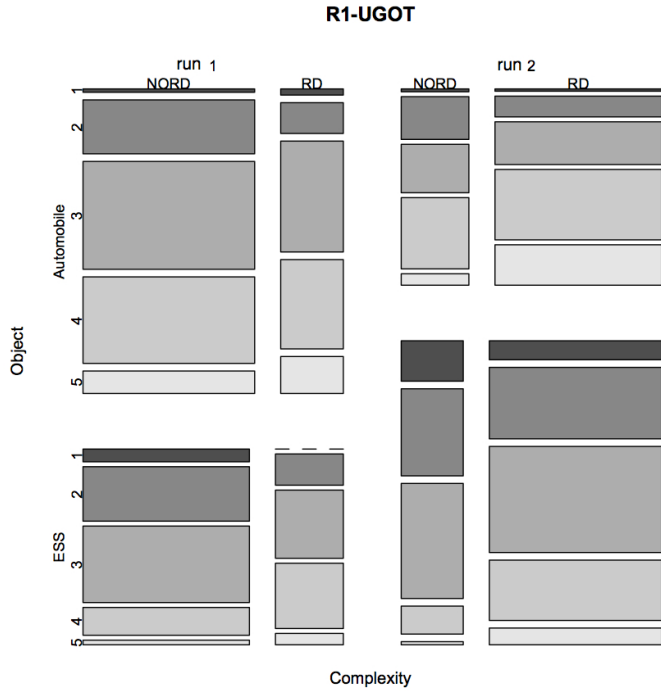 R1-UGOT
run 1
run 2
NORD
RD
NORD
RD
1
2
3
4
5
Automobile
Object
1
2
3
4
5
ESS
Complexity